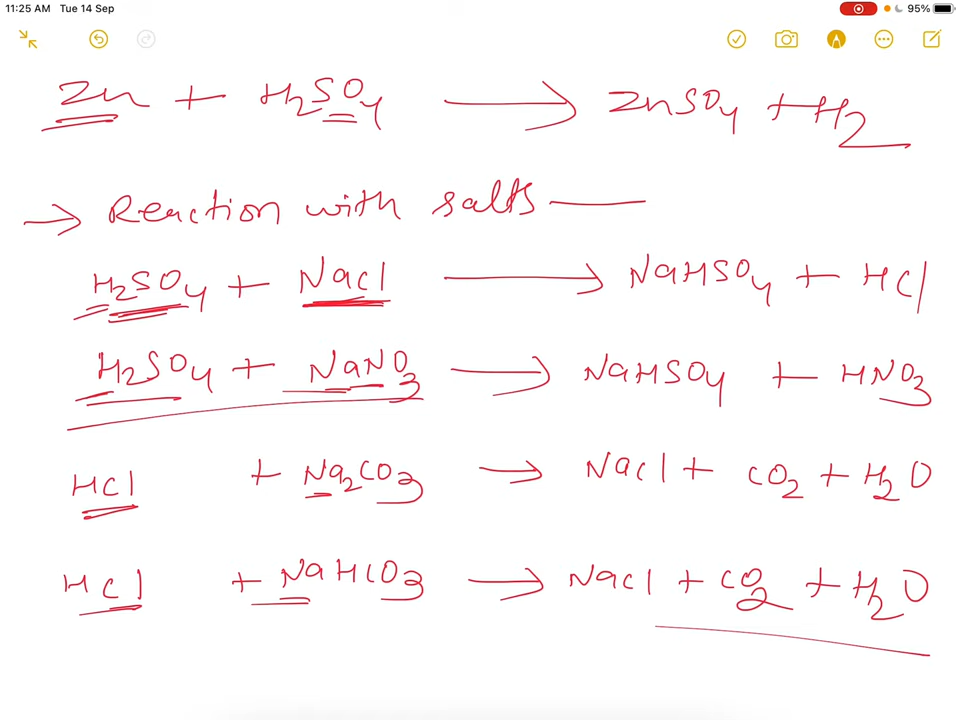 11:25 AM Tue 14 Sep 95%
Zn + H2SO4 → ZnSO4 + H2
→ Reaction with salts —
H2SO4 + NaCl → NaHSO4 + HCl
H2SO4 + NaNO3 → NaHSO4 + HNO3
HCl + Na2CO3 → NaCl + CO2 + H2O
HCl + NaHCO3 → NaCl + CO2 + H2O